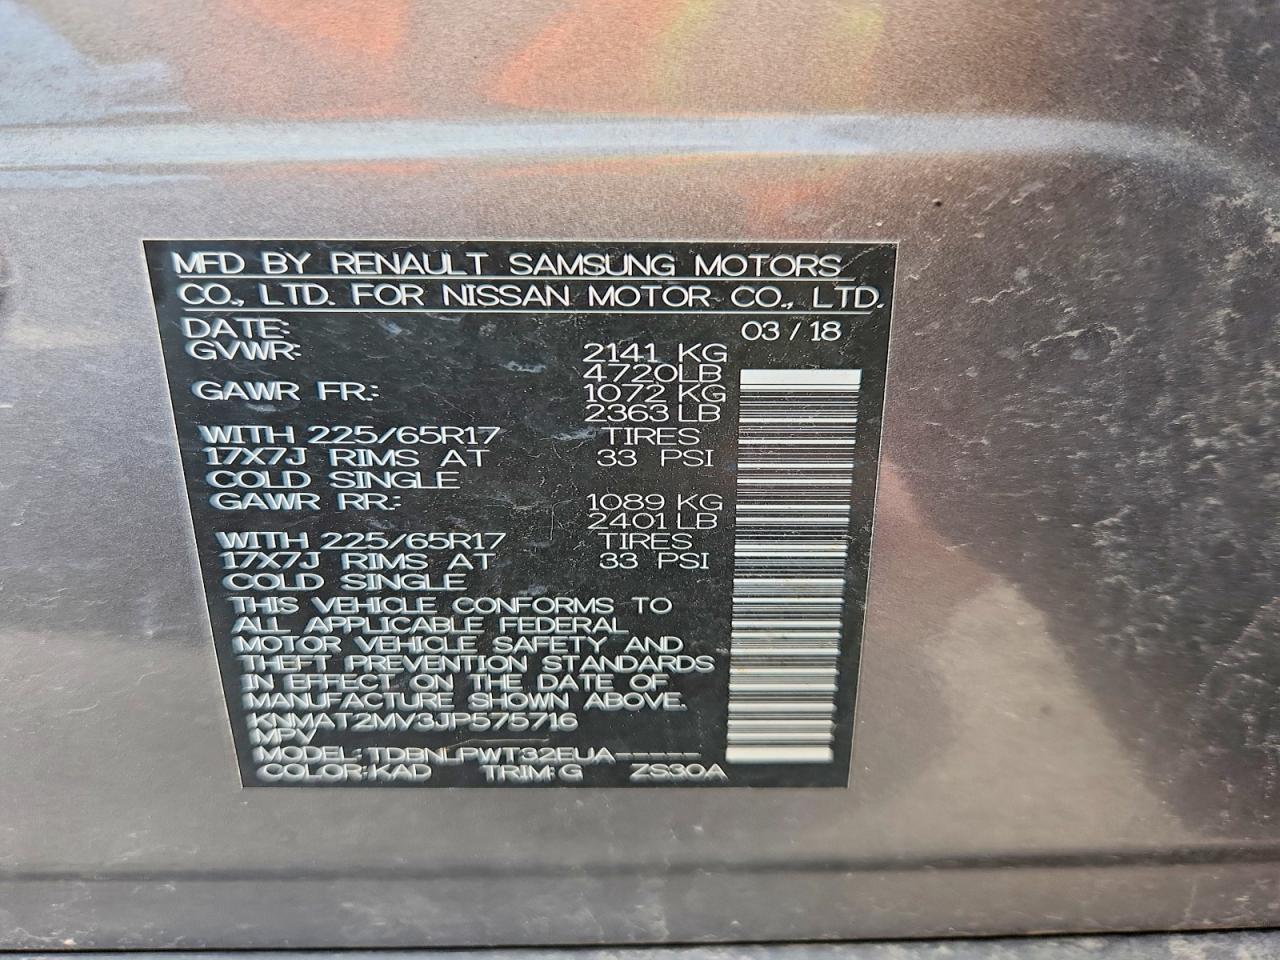 MFD BY RENAULT SAMSUNG MOTORS
CO., LTD. FOR NISSAN MOTOR CO., LTD.
DATE: 03 / 18
GVWR: 2141 KG
4720LB
GAWR FR.: 1072 KG
2363 LB
WITH 225/65R17 TIRES
17X7J RIMS AT 33 PSI
COLD SINGLE
GAWR RR.: 1089 KG
2401 LB
WITH 225/65R17 TIRES
17X7J RIMS AT 33 PSI
COLD SINGLE
THIS VEHICLE CONFORMS TO
ALL APPLICABLE FEDERAL
MOTOR VEHICLE SAFETY AND
THEFT PREVENTION STANDARDS
IN EFFECT ON THE DATE OF
MANUFACTURE SHOWN ABOVE.
KNMAT2MV3JP575716
MPV
MODEL: TDBNLPWT32EUA------
COLOR: KAD TRIM: G ZS30A